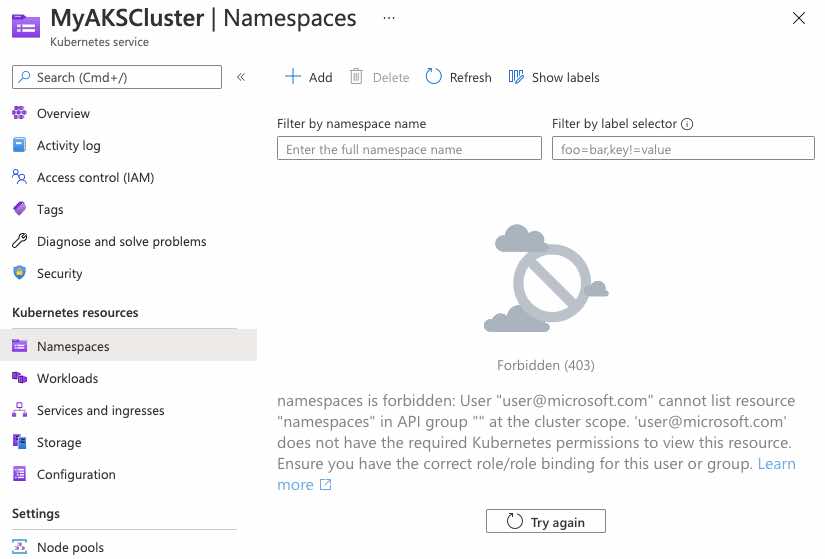 MyAKSCluster | Namespaces ...
Kubernetes service
Search (Cmd+/)
«
Add
Delete
Refresh
Show labels
Overview
Activity log
Access control (IAM)
Tags
Diagnose and solve problems
Security
Kubernetes resources
Namespaces
Workloads
Services and ingresses
Storage
Configuration
Settings
Node pools
Filter by namespace name
Enter the full namespace name
Filter by label selector
foo=bar,key!=value
Forbidden (403)
namespaces is forbidden: User "user@microsoft.com" cannot list resource
"namespaces" in API group "" at the cluster scope. 'user@microsoft.com'
does not have the required Kubernetes permissions to view this resource.
Ensure you have the correct role/role binding for this user or group. Learn
more
Try again